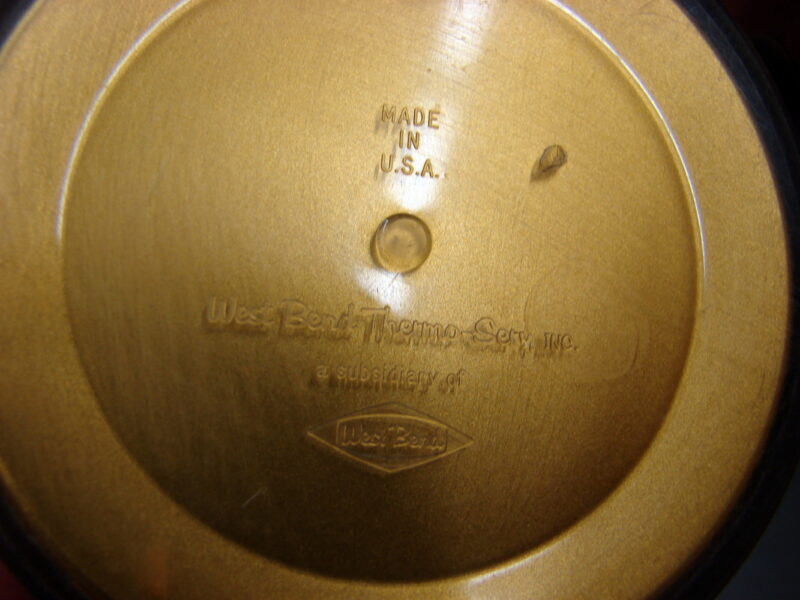 MADE
IN
U.S.A.
West Bend Thermo-Serv, INC.
a subsidiary of
West Bend